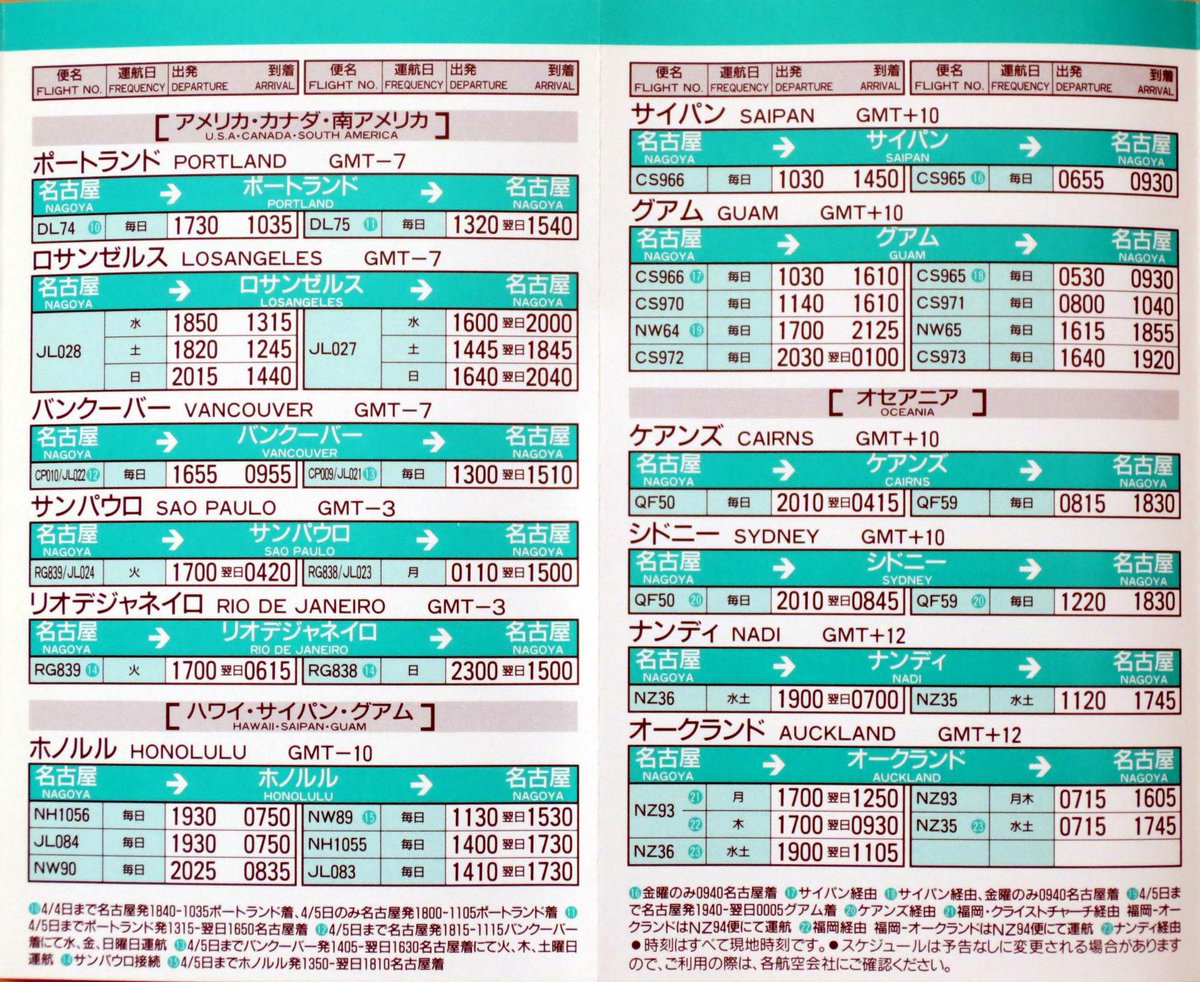 便名 運航日 出発 到着 便名 運航日 出発 到着
FLIGHT NO. FREQUENCY DEPARTURE ARRIVAL FLIGHT NO. FREQUENCY DEPARTURE ARRIVAL
[アメリカ・カナダ・南アメリカ]
U.S.A・CANADA・SOUTH AMERICA
ポートランド PORTLAND GMT−7
名古屋 → ポートランド → 名古屋
NAGOYA PORTLAND NAGOYA
DL74 ⑩ 毎日 1730 1035 DL75 ⑪ 毎日 1320 翌日1540
ロサンゼルス LOSANGELES GMT−7
名古屋 → ロサンゼルス → 名古屋
NAGOYA LOSANGELES NAGOYA
水 1850 1315 水 1600 翌日2000
JL028 土 1820 1245 JL027 土 1445 翌日1845
日 2015 1440 日 1640 翌日2040
バンクーバー VANCOUVER GMT−7
名古屋 → バンクーバー → 名古屋
NAGOYA VANCOUVER NAGOYA
CP010/JL022 ⑫ 毎日 1655 0955 CP009/JL021 ⑬ 毎日 1300 翌日1510
サンパウロ SAO PAULO GMT−3
名古屋 → サンパウロ → 名古屋
NAGOYA SAO PAULO NAGOYA
RG839/JL024 火 1700 翌日0420 RG838/JL023 月 0110 翌日1500
リオデジャネイロ RIO DE JANEIRO GMT−3
名古屋 → リオデジャネイロ → 名古屋
NAGOYA RIO DE JANEIRO NAGOYA
RG839 ⑭ 火 1700 翌日0615 RG838 ⑭ 日 2300 翌日1500
[ハワイ・サイパン・グアム]
HAWAII・SAIPAN・GUAM
ホノルル HONOLULU GMT−10
名古屋 → ホノルル → 名古屋
NAGOYA HONOLULU NAGOYA
NH1056 毎日 1930 0750 NW89 ⑮ 毎日 1130 翌日1530
JL084 毎日 1930 0750 NH1055 毎日 1400 翌日1730
NW90 毎日 2025 0835 JL083 毎日 1410 翌日1730
⑩4/4日まで名古屋発1840-1035ポートランド着、4/5日のみ名古屋発1800-1105ポートランド着 ⑪
4/5日までポートランド発1315-翌日1650名古屋着 ⑫4/5日まで名古屋発1815-1115バンクーバー
着にて水、金、日曜日運航 ⑬4/5日までバンクーバー発1405-翌日1630名古屋着にて火、木、土曜日
運航 ⑭サンパウロ接続 ⑮4/5日までホノルル発1350-翌日1810名古屋着
便名 運航日 出発 到着 便名 運航日 出発 到着
FLIGHT NO. FREQUENCY DEPARTURE ARRIVAL FLIGHT NO. FREQUENCY DEPARTURE ARRIVAL
サイパン SAIPAN GMT+10
名古屋 → サイパン → 名古屋
NAGOYA SAIPAN NAGOYA
CS966 毎日 1030 1450 CS965 ⑯ 毎日 0655 0930
グアム GUAM GMT+10
名古屋 → グアム → 名古屋
NAGOYA GUAM NAGOYA
CS966 ⑰ 毎日 1030 1610 CS965 ⑱ 毎日 0530 0930
CS970 毎日 1140 1610 CS971 毎日 0800 1040
NW64 ⑲ 毎日 1700 2125 NW65 毎日 1615 1855
CS972 毎日 2030 翌日0100 CS973 毎日 1640 1920
[オセアニア]
OCEANIA
ケアンズ CAIRNS GMT+10
名古屋 → ケアンズ → 名古屋
NAGOYA CAIRNS NAGOYA
QF50 毎日 2010 翌日0415 QF59 毎日 0815 1830
シドニー SYDNEY GMT+10
名古屋 → シドニー → 名古屋
NAGOYA SYDNEY NAGOYA
QF50 ⑳ 毎日 2010 翌日0845 QF59 ⑳ 毎日 1220 1830
ナンディ NADI GMT+12
名古屋 → ナンディ → 名古屋
NAGOYA NADI NAGOYA
NZ36 水土 1900 翌日0700 NZ35 水土 1120 1745
オークランド AUCKLAND GMT+12
名古屋 → オークランド → 名古屋
NAGOYA AUCKLAND NAGOYA
NZ93 ㉑ 月 1700 翌日1250 NZ93 月木 0715 1605
㉒ 木 1700 翌日0930 NZ35 ㉓ 水土 0715 1745
NZ36 ㉓ 水土 1900 翌日1105
⑯金曜のみ0940名古屋着 ⑰サイパン経由 ⑱サイパン経由、金曜のみ0940名古屋着 ⑲4/5日ま
で名古屋発1940-翌日0005グアム着 ⑳ケアンズ経由 ㉑福岡・クライストチャーチ経由 福岡-オー
クランドはNZ94便にて運航 ㉒福岡経由 福岡-オークランドはNZ94便にて運航 ㉓ナンディ経由
●時刻はすべて現地時刻です。●スケジュールは予告なしに変更される場合があります
ので、ご利用の際は、各航空会社にご確認ください。